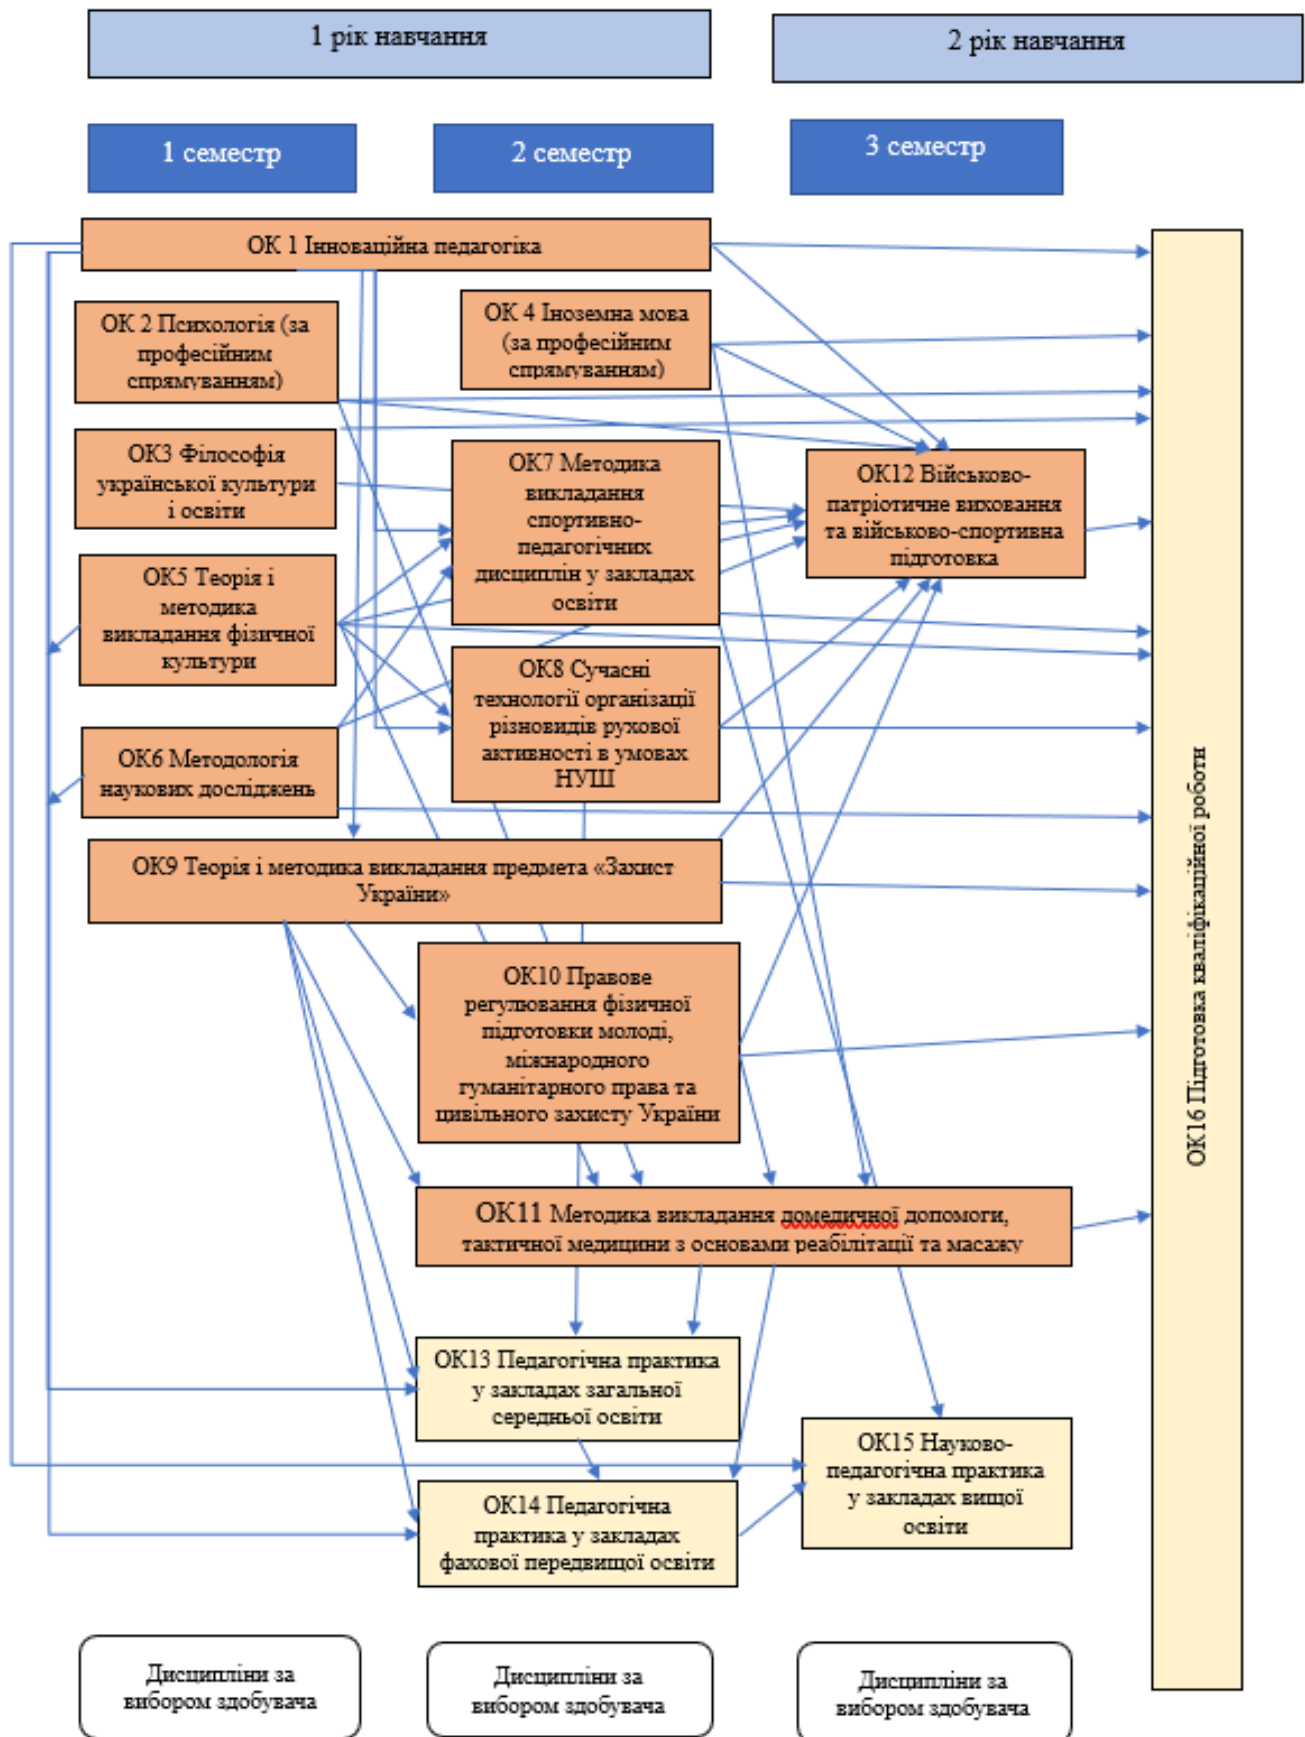 1 рік навчання
2 рік навчання
1 семестр
2 семестр
3 семестр
ОК 1 Інноваційна педагогіка
ОК 2 Психологія (за
професійним
спрямуванням)
ОК 4 Іноземна мова
(за професійним
спрямуванням)
ОК3 Філософія
української культури
і освіти
ОК7 Методика
викладання
спортивно-
педагогічних
дисциплін у закладах
освіти
ОК12 Військово-
патріотичне виховання
та військово-спортивна
підготовка
ОК5 Теорія і
методика
викладання фізичної
культури
ОК8 Сучасні
технології організації
різновидів рухової
активності в умовах
НУШ
ОК6 Методологія
наукових досліджень
ОК9 Теорія і методика викладання предмета «Захист
України»
ОК10 Правове
регулювання фізичної
підготовки молоді,
міжнародного
гуманітарного права та
цивільного захисту України
ОК11 Методика викладання домедичної допомоги,
тактичної медицини з основами реабілітації та масажу
ОК13 Педагогічна практика
у закладах загальної
середньої освіти
ОК14 Педагогічна
практика у закладах
фахової передвищої освіти
ОК15 Науково-
педагогічна практика
у закладах вищої
освіти
ОК16 Підготовка кваліфікаційної роботи
Дисципліни за
вибором здобувача
Дисципліни за
вибором здобувача
Дисципліни за
вибором здобувача